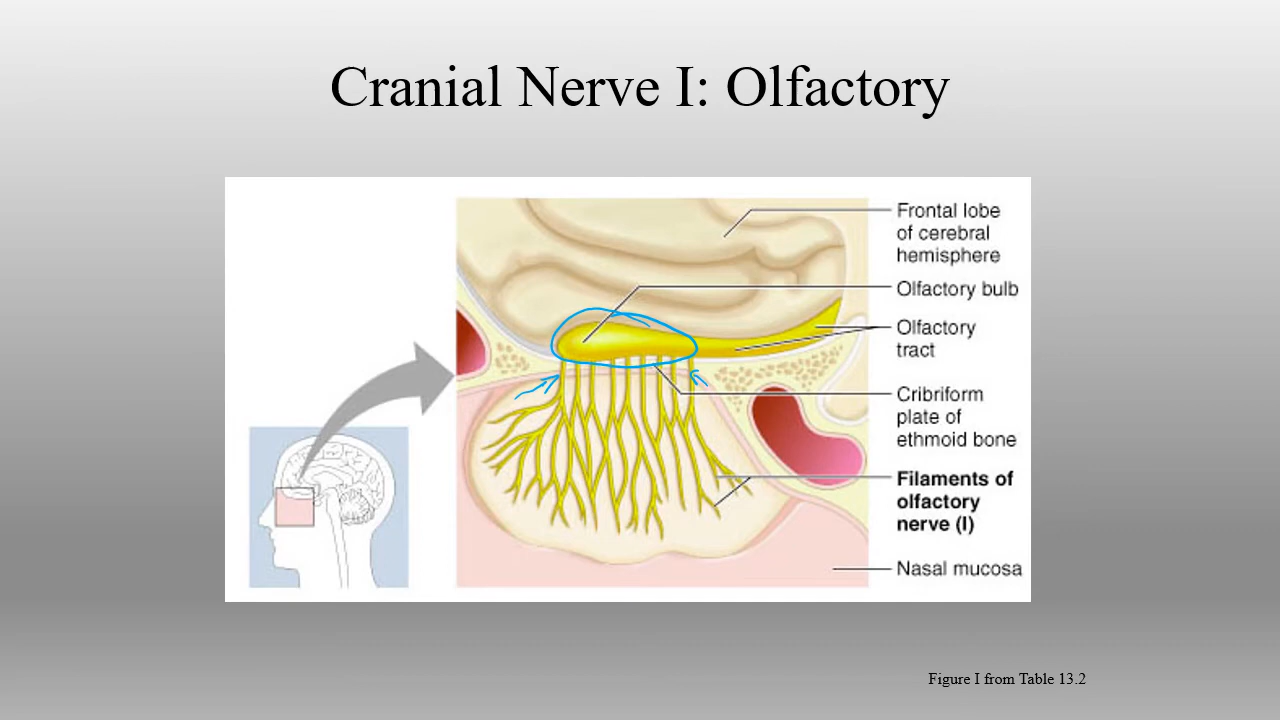 Cranial Nerve I: Olfactory
Frontal lobe
of cerebral
hemisphere
Olfactory bulb
Olfactory
tract
Cribriform
plate of
ethmoid bone
Filaments of
olfactory
nerve (I)
Nasal mucosa
Figure I from Table 13.2